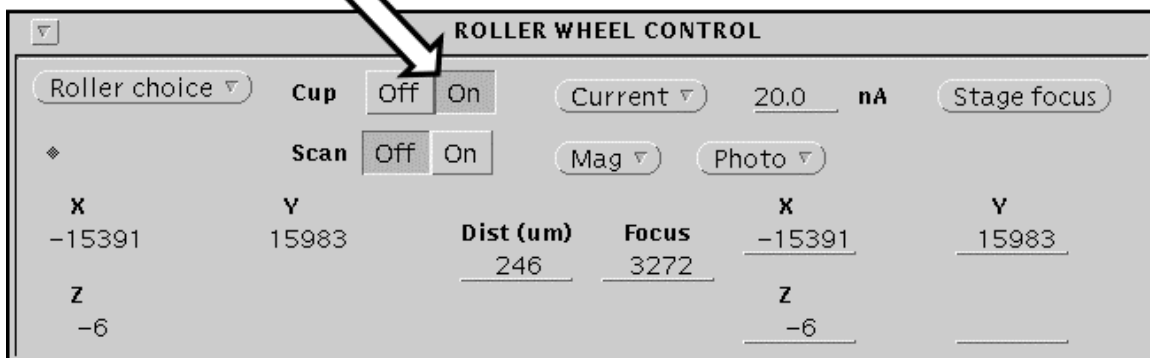 ROLLER WHEEL CONTROL
Roller choice Cup Off On Current 20.0 nA Stage focus
Scan Off On Mag Photo
X Y X Y
-15391 15983 Dist (um) Focus -15391 15983
246 3272
Z Z
-6 -6